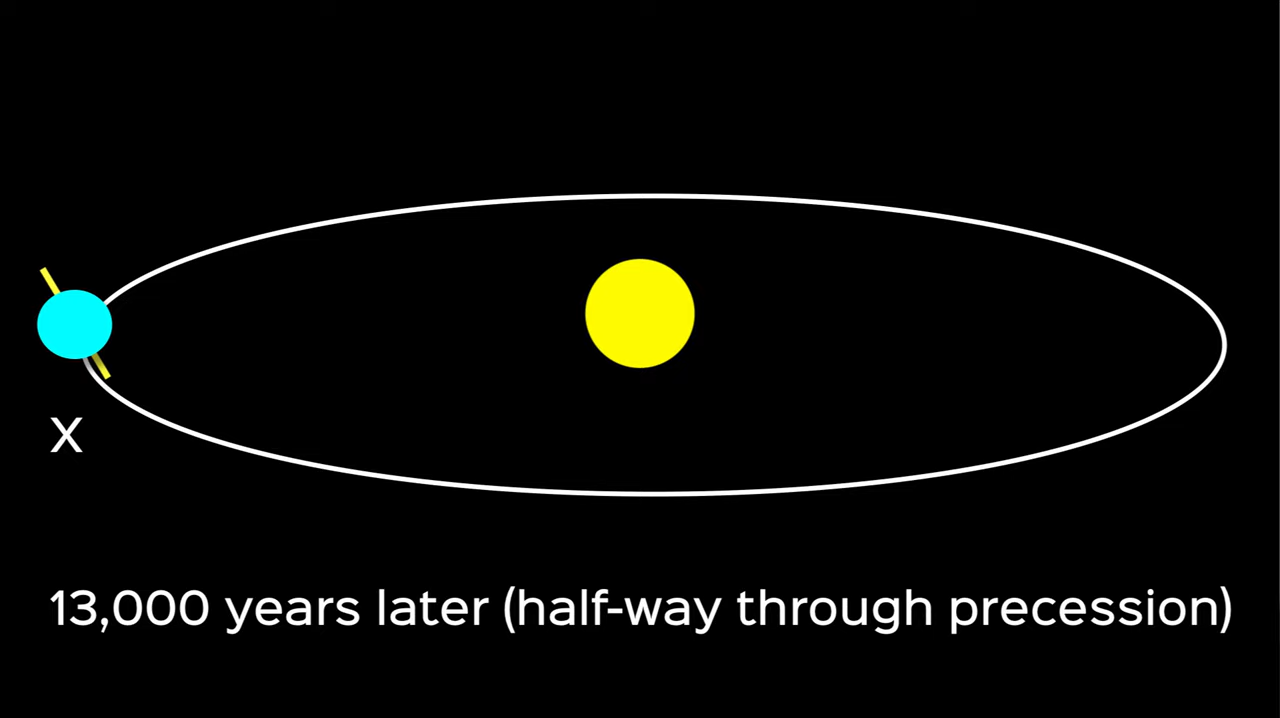 X
13,000 years later (half-way through precession)